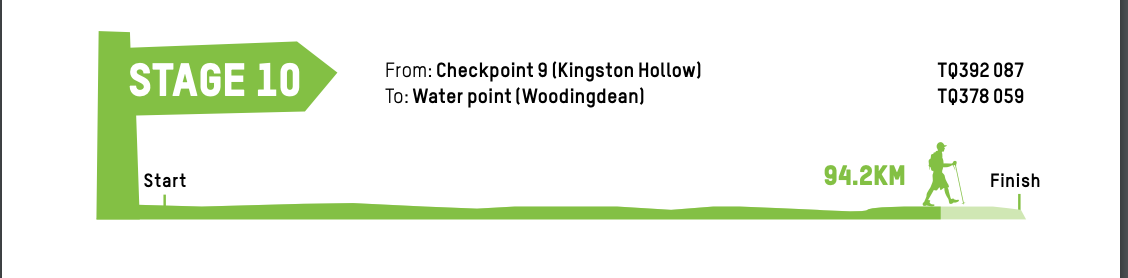 STAGE 10
From: Checkpoint 9 (Kingston Hollow) TQ392 087
To: Water point (Woodingdean) TQ378 059
94.2KM
Start
Finish